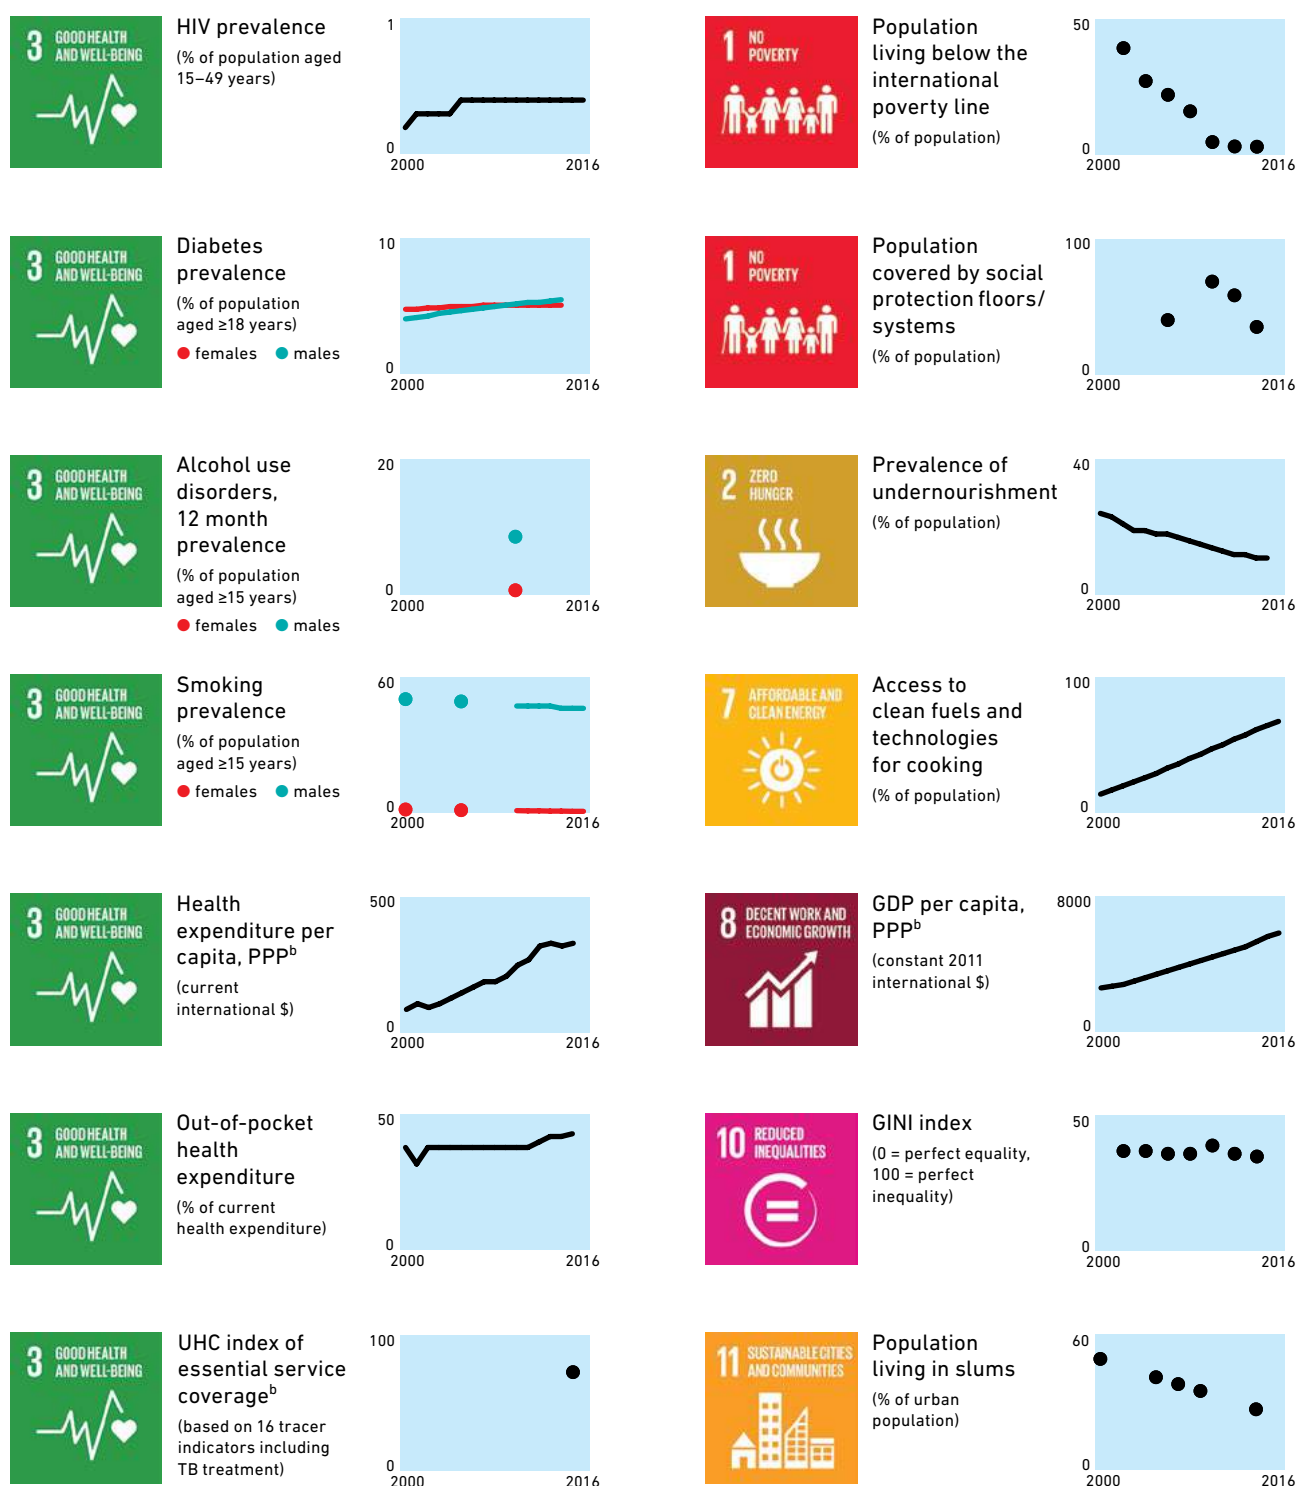 3 GOOD HEALTH
AND WELL-BEING
HIV prevalence
(% of population aged
15–49 years)
1
0
2000 2016
1 NO
POVERTY
Population
living below the
international
poverty line
(% of population)
50
0
2000 2016
3 GOOD HEALTH
AND WELL-BEING
Diabetes
prevalence
(% of population
aged ≥18 years)
females males
10
0
2000 2016
1 NO
POVERTY
Population
covered by social
protection floors/
systems
(% of population)
100
0
2000 2016
3 GOOD HEALTH
AND WELL-BEING
Alcohol use
disorders,
12 month
prevalence
(% of population
aged ≥15 years)
females males
20
0
2000 2016
2 ZERO
HUNGER
Prevalence of
undernourishment
(% of population)
40
0
2000 2016
3 GOOD HEALTH
AND WELL-BEING
Smoking
prevalence
(% of population
aged ≥15 years)
females males
60
0
2000 2016
7 AFFORDABLE AND
CLEAN ENERGY
Access to
clean fuels and
technologies
for cooking
(% of population)
100
0
2000 2016
3 GOOD HEALTH
AND WELL-BEING
Health
expenditure per
capita, PPPᵇ
(current
international $)
500
0
2000 2016
8 DECENT WORK AND
ECONOMIC GROWTH
GDP per capita,
PPPᵇ
(constant 2011
international $)
8000
0
2000 2016
3 GOOD HEALTH
AND WELL-BEING
Out-of-pocket
health
expenditure
(% of current
health expenditure)
50
0
2000 2016
10 REDUCED
INEQUALITIES
GINI index
(0 = perfect equality,
100 = perfect
inequality)
50
0
2000 2016
3 GOOD HEALTH
AND WELL-BEING
UHC index of
essential service
coverageᵇ
(based on 16 tracer
indicators including
TB treatment)
100
0
2000 2016
11 SUSTAINABLE CITIES
AND COMMUNITIES
Population
living in slums
(% of urban
population)
60
0
2000 2016